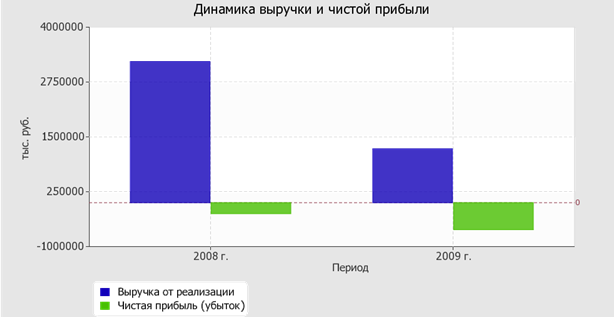 Динамика выручки и чистой прибыли
4000000
2750000
1500000
250000
0
-1000000
тыс. руб.
2008 г.
2009 г.
Период
Выручка от реализации
Чистая прибыль (убыток)